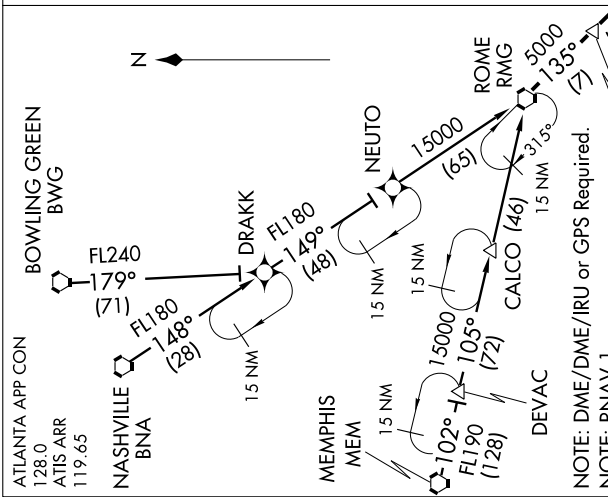 ATLANTA APP CON
128.0
ATIS ARR
119.65
BOWLING GREEN
BWG
N
FL240
179°
(71)
NASHVILLE
BNA
FL180
148°
(28)
DRAKK
15 NM
FL180
149°
(48)
NEUTO
15 NM
15000
(65)
ROME
RMG
5000
135°
(7)
315°
15 NM
MEMPHIS
MEM
102°
FL190
(128)
15 NM
DEVAC
15000
105°
(72)
15 NM
CALCO
(46)
NOTE: DME/DME/IRU or GPS Required.
NOTE: RNAV 1